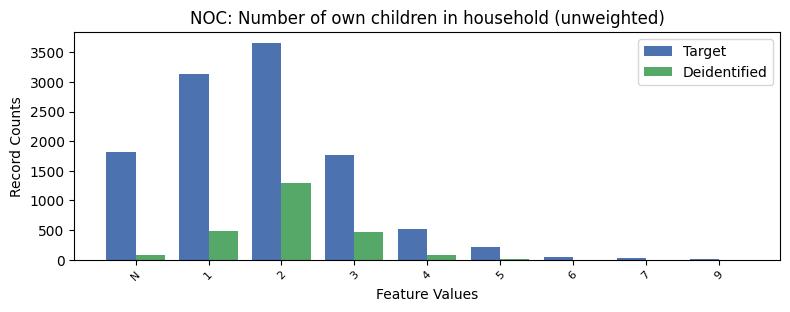 NOC: Number of own children in household (unweighted)
Target
Deidentified
3500
3000
2500
2000
1500
1000
500
0
Record Counts
N 1 2 3 4 5 6 7 9
Feature Values